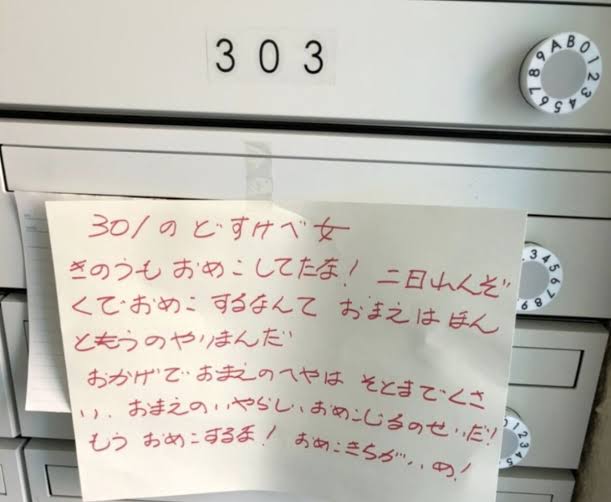 303
301のどすけべ女
きのうもおめこしてたな! 二日れんぞ
くでおめこするなんて おまえはほん
ともうのやりまんだ
おかげでおまえのへやは そとまでくさ
い、おまえのいやらしいおめこじるのせいだ!
もうおめこするな! おめこきちがいめ!